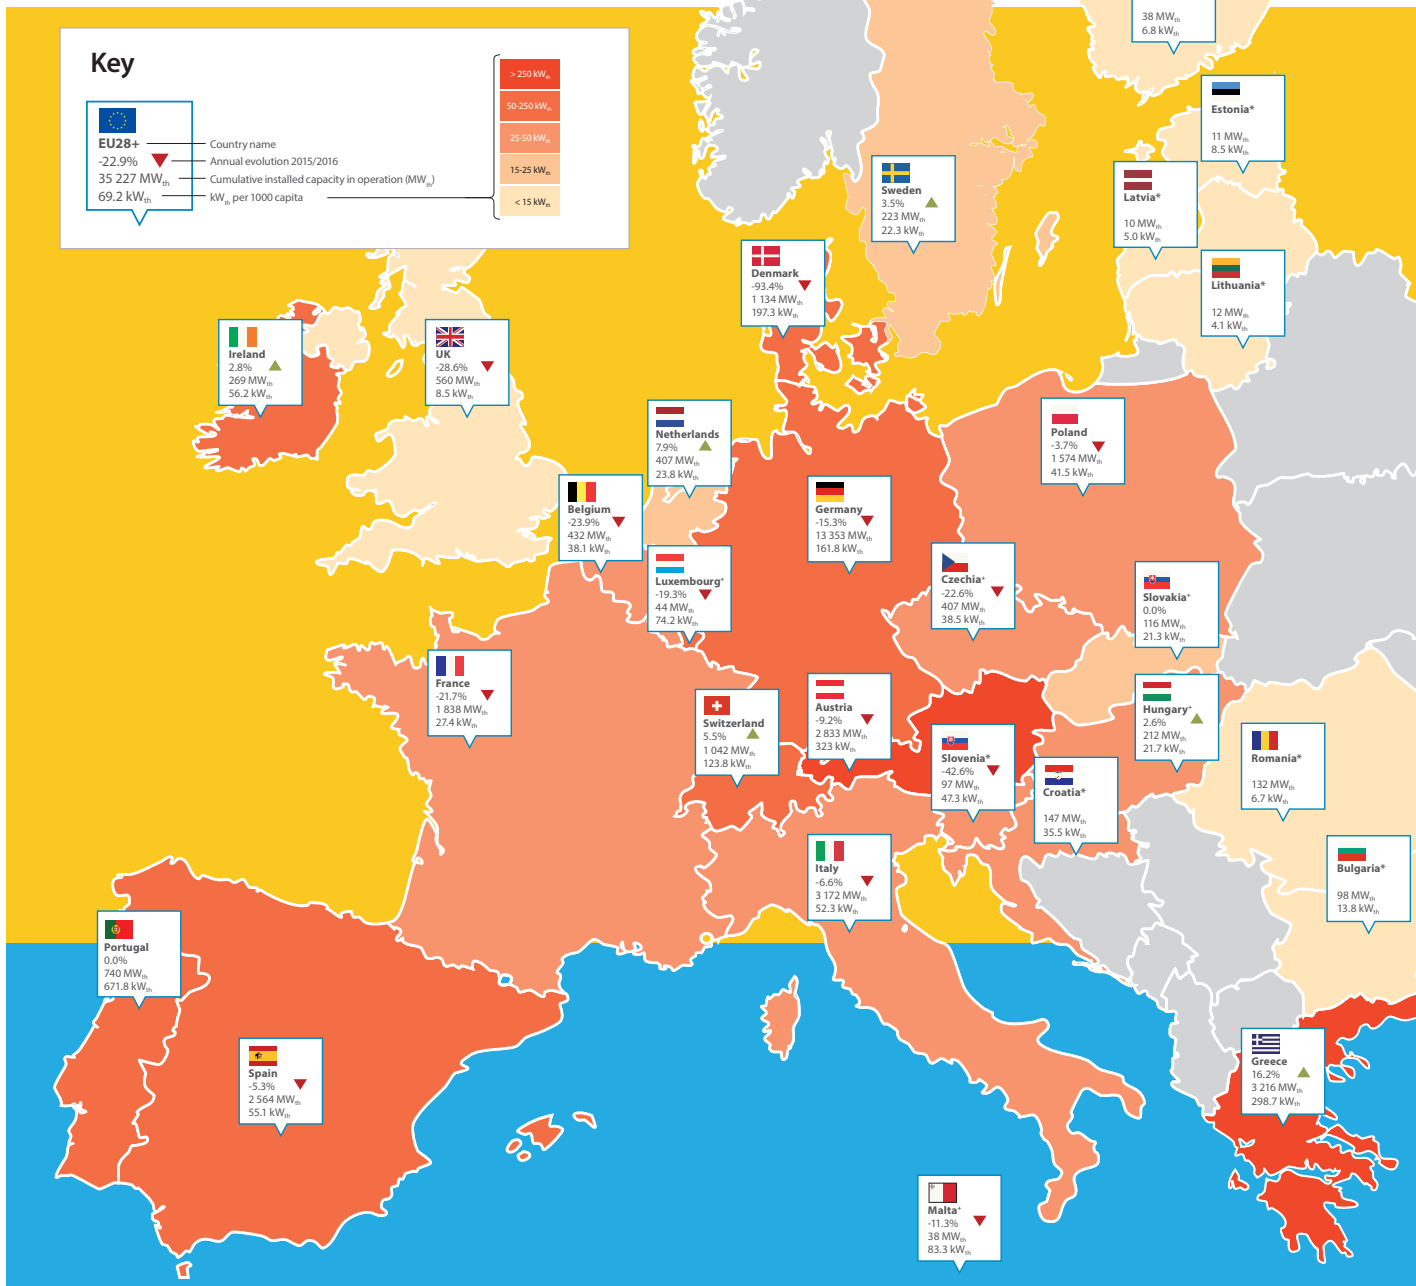 Key
EU28+
-22.9%
35 227 MWth
69.2 kWth
Country name
Annual evolution 2015/2016
Cumulative installed capacity in operation (MWth)
kWth per 1000 capita
> 250 kWth
50-250 kWth
25-50 kWth
15-25 kWth
< 15 kWth
38 MWth
6.8 kWth
Estonia*
11 MWth
8.5 kWth
Latvia*
10 MWth
5.0 kWth
Lithuania*
12 MWth
4.1 kWth
Sweden
3.5%
223 MWth
22.3 kWth
Denmark
-93.4%
1 134 MWth
197.3 kWth
Ireland
2.8%
269 MWth
56.2 kWth
UK
-28.6%
560 MWth
8.5 kWth
Netherlands
7.9%
407 MWth
23.8 kWth
Poland
-3.7%
1 574 MWth
41.5 kWth
Belgium
-23.9%
432 MWth
38.1 kWth
Germany
-15.3%
13 353 MWth
161.8 kWth
Luxembourg+
-19.3%
44 MWth
74.2 kWth
Czechia+
-22.6%
407 MWth
38.5 kWth
Slovakia+
0.0%
116 MWth
21.3 kWth
France
-21.7%
1 838 MWth
27.4 kWth
Switzerland
5.5%
1 042 MWth
123.8 kWth
Austria
-9.2%
2 833 MWth
323 kWth
Hungary+
2.6%
212 MWth
21.7 kWth
Slovenia*
-42.6%
97 MWth
47.3 kWth
Croatia*
147 MWth
35.5 kWth
Romania*
132 MWth
6.7 kWth
Italy
-6.6%
3 172 MWth
52.3 kWth
Bulgaria*
98 MWth
13.8 kWth
Portugal
0.0%
740 MWth
671.8 kWth
Spain
-5.3%
2 564 MWth
55.1 kWth
Greece
16.2%
3 216 MWth
298.7 kWth
Malta+
-11.3%
38 MWth
83.3 kWth